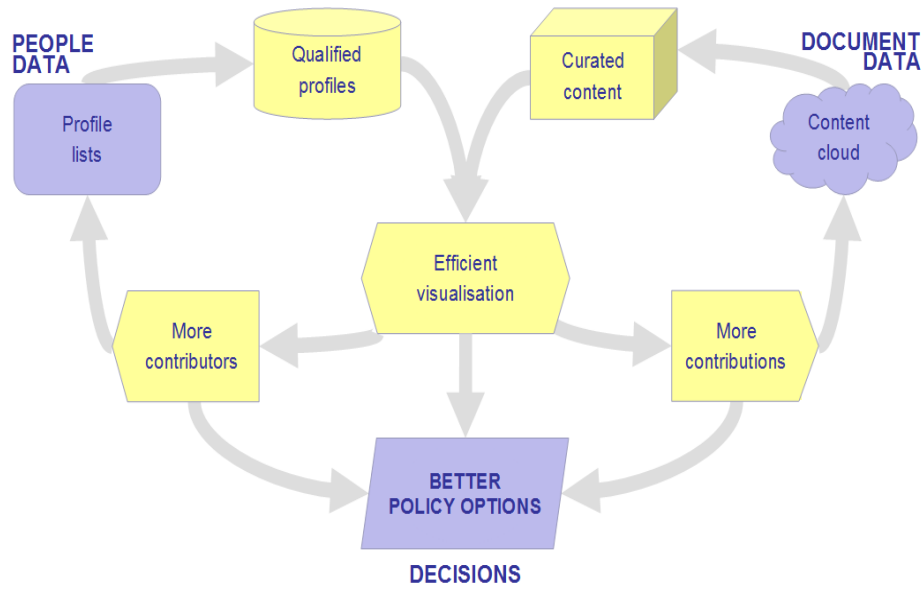 PEOPLE
DATA
Qualified
profiles
Curated
content
DOCUMENT
DATA
Profile
lists
Content
cloud
Efficient
visualisation
More
contributors
More
contributions
BETTER
POLICY OPTIONS
DECISIONS